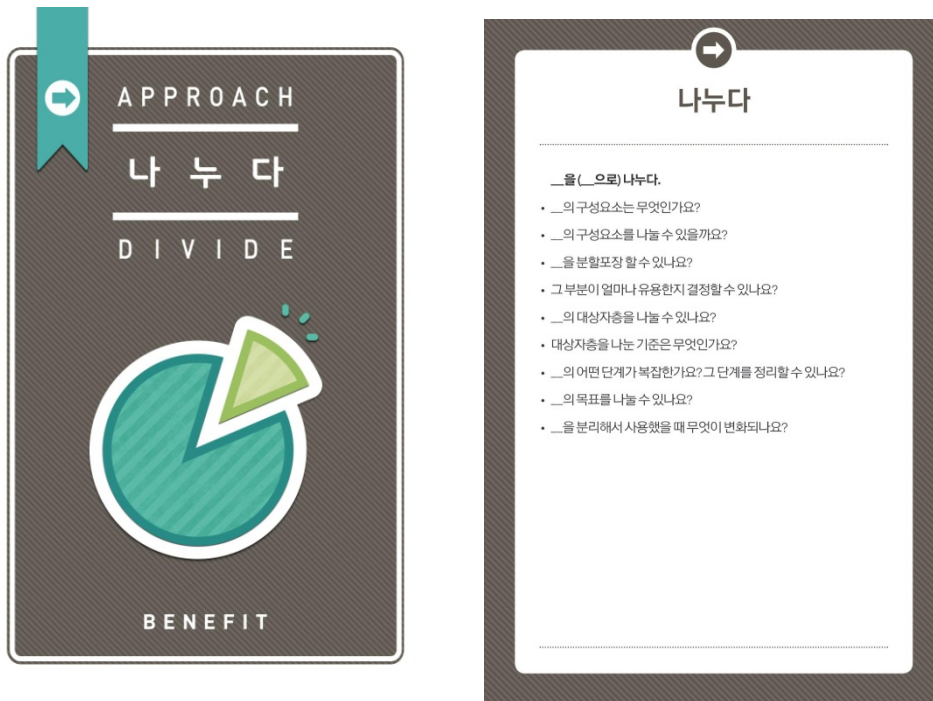 APPROACH
나누다
DIVIDE
BENEFIT
나누다
__을 (__으로) 나누다.
• __의 구성요소는 무엇인가요?
• __의 구성요소를 나눌 수 있을까요?
• __을 분할포장 할 수 있나요?
• 그 부분이 얼마나 유용한지 결정할 수 있나요?
• __의 대상자층을 나눌 수 있나요?
• 대상자층을 나눈 기준은 무엇인가요?
• __의 어떤 단계가 복잡한가요? 그 단계를 정리할 수 있나요?
• __의 목표를 나눌 수 있나요?
• __을 분리해서 사용했을 때 무엇이 변화되나요?